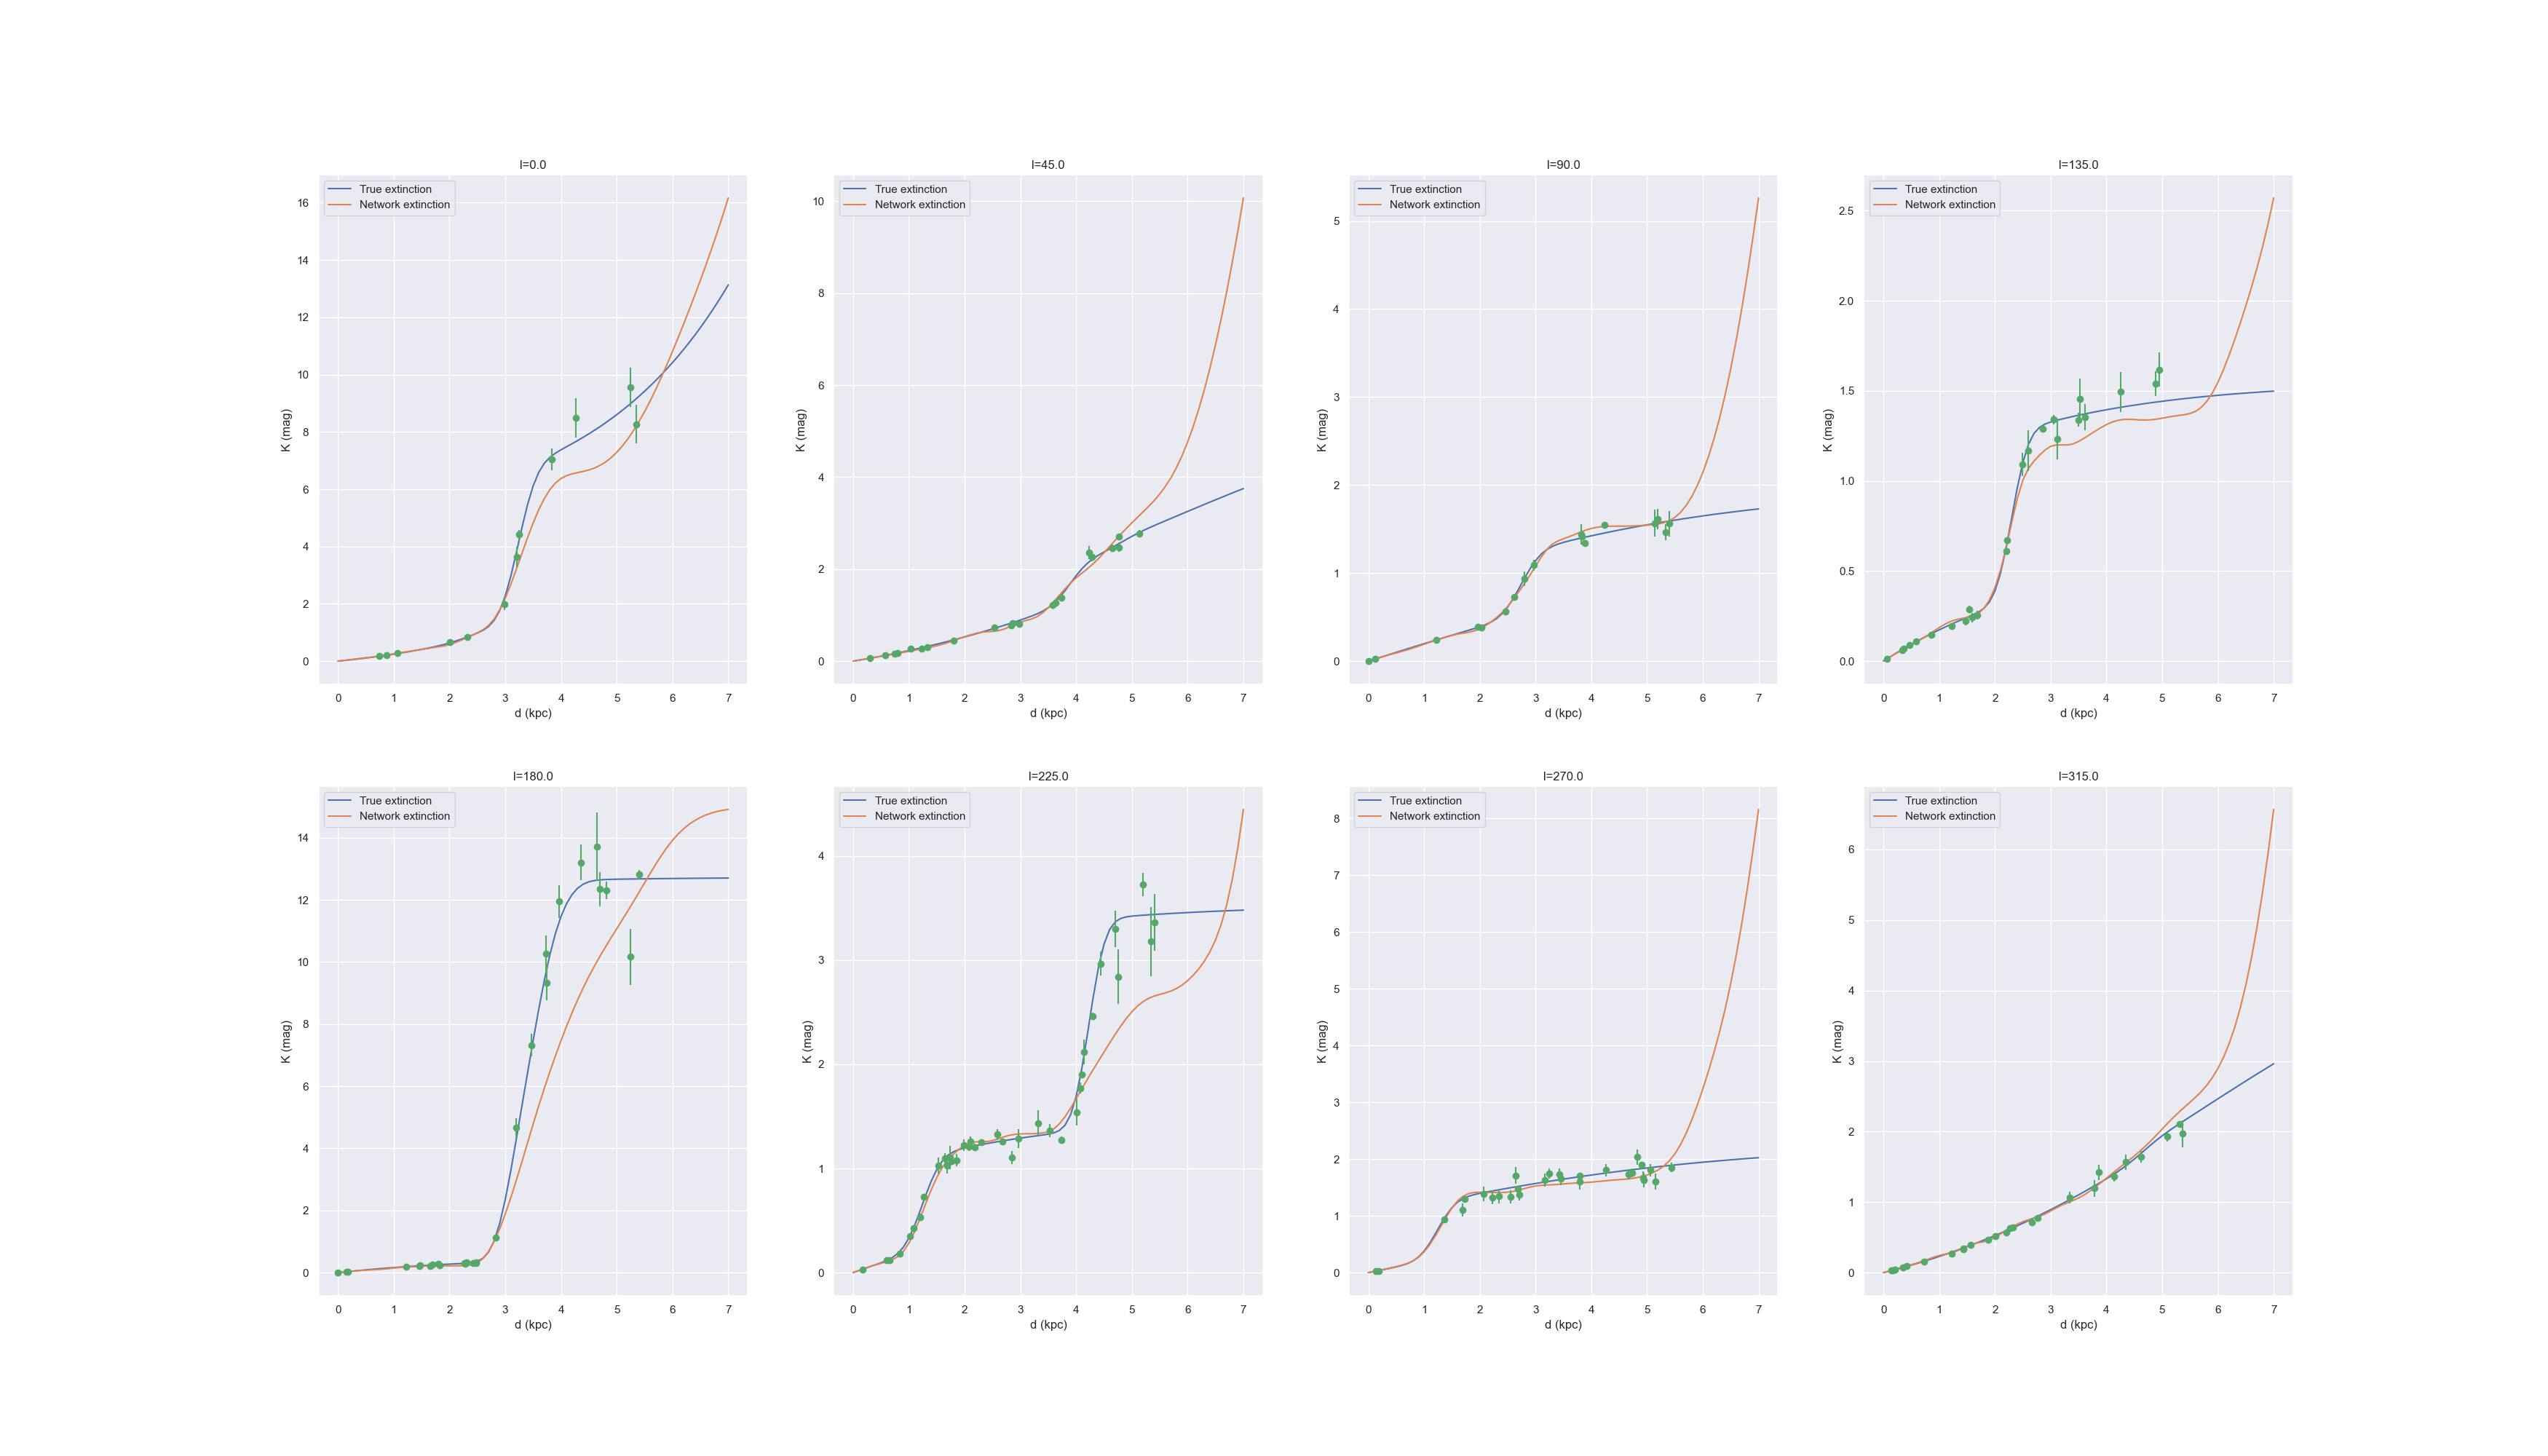 l=0.0
True extinction
Network extinction
16
14
12
10
8
6
4
2
0
K (mag)
0 1 2 3 4 5 6 7
d (kpc)
l=45.0
True extinction
Network extinction
10
8
6
4
2
0
K (mag)
0 1 2 3 4 5 6 7
d (kpc)
l=90.0
True extinction
Network extinction
5
4
3
2
1
0
K (mag)
0 1 2 3 4 5 6 7
d (kpc)
l=135.0
True extinction
Network extinction
2.5
2.0
1.5
1.0
0.5
0.0
K (mag)
0 1 2 3 4 5 6 7
d (kpc)
l=180.0
True extinction
Network extinction
14
12
10
8
6
4
2
0
K (mag)
0 1 2 3 4 5 6 7
d (kpc)
l=225.0
True extinction
Network extinction
4
3
2
1
0
K (mag)
0 1 2 3 4 5 6 7
d (kpc)
l=270.0
True extinction
Network extinction
8
7
6
5
4
3
2
1
0
K (mag)
0 1 2 3 4 5 6 7
d (kpc)
l=315.0
True extinction
Network extinction
6
5
4
3
2
1
0
K (mag)
0 1 2 3 4 5 6 7
d (kpc)